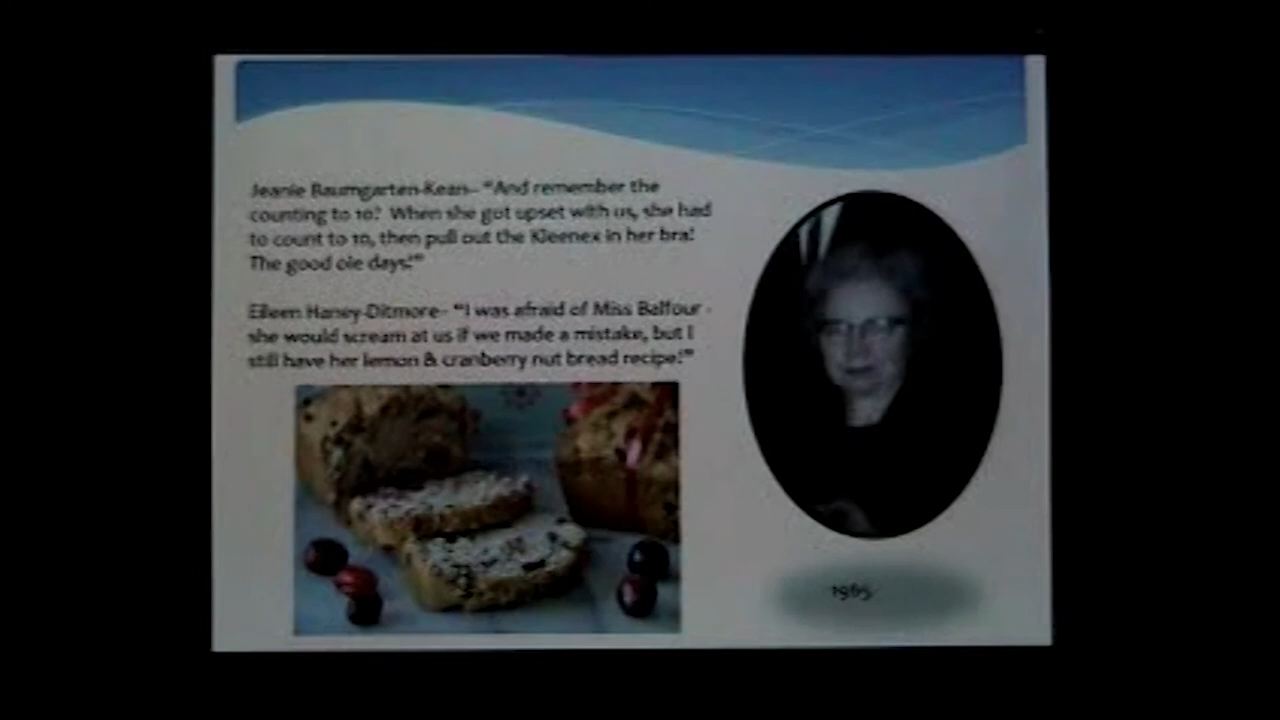 Jeanie Baumgarten-Kean- "And remember the
counting to 10? When she got upset with us, she had
to count to 10, then pull out the Kleenex in her bra!
The good ole days!"
Eileen Haney-Ditmore- "I was afraid of Miss Balfour -
she would scream at us if we made a mistake, but I
still have her lemon & cranberry nut bread recipe!"
1965